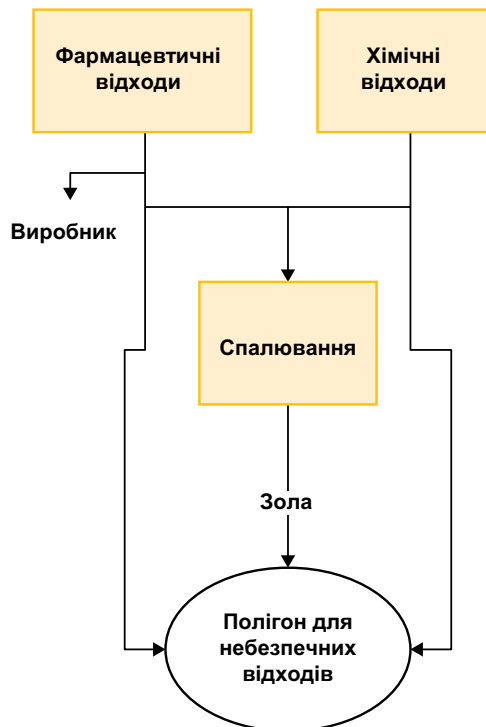 Фармацевтичні
відходи
Хімічні
відходи
Виробник
Спалювання
Зола
Полігон для
небезпечних
відходів